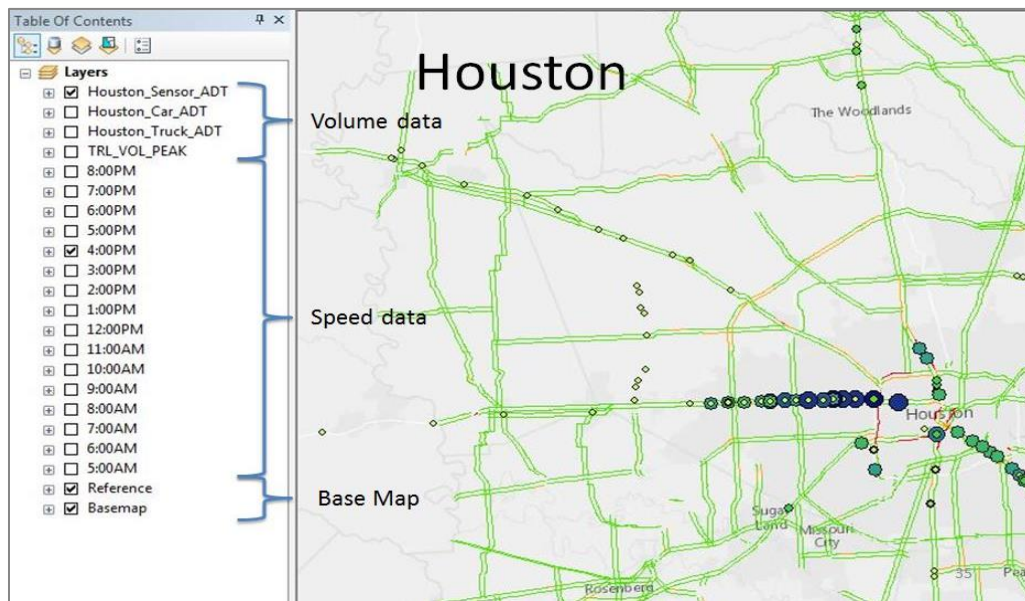 Table Of Contents
Layers
Houston_Sensor_ADT
Houston_Car_ADT
Houston_Truck_ADT
TRL_VOL_PEAK
8:00PM
7:00PM
6:00PM
5:00PM
4:00PM
3:00PM
2:00PM
1:00PM
12:00PM
11:00AM
10:00AM
9:00AM
8:00AM
7:00AM
6:00AM
5:00AM
Reference
Basemap
Volume data
Speed data
Base Map
Houston
The Woodlands
Houston
Sugar
Land
Missouri
City
Rosenberg
35
Pea